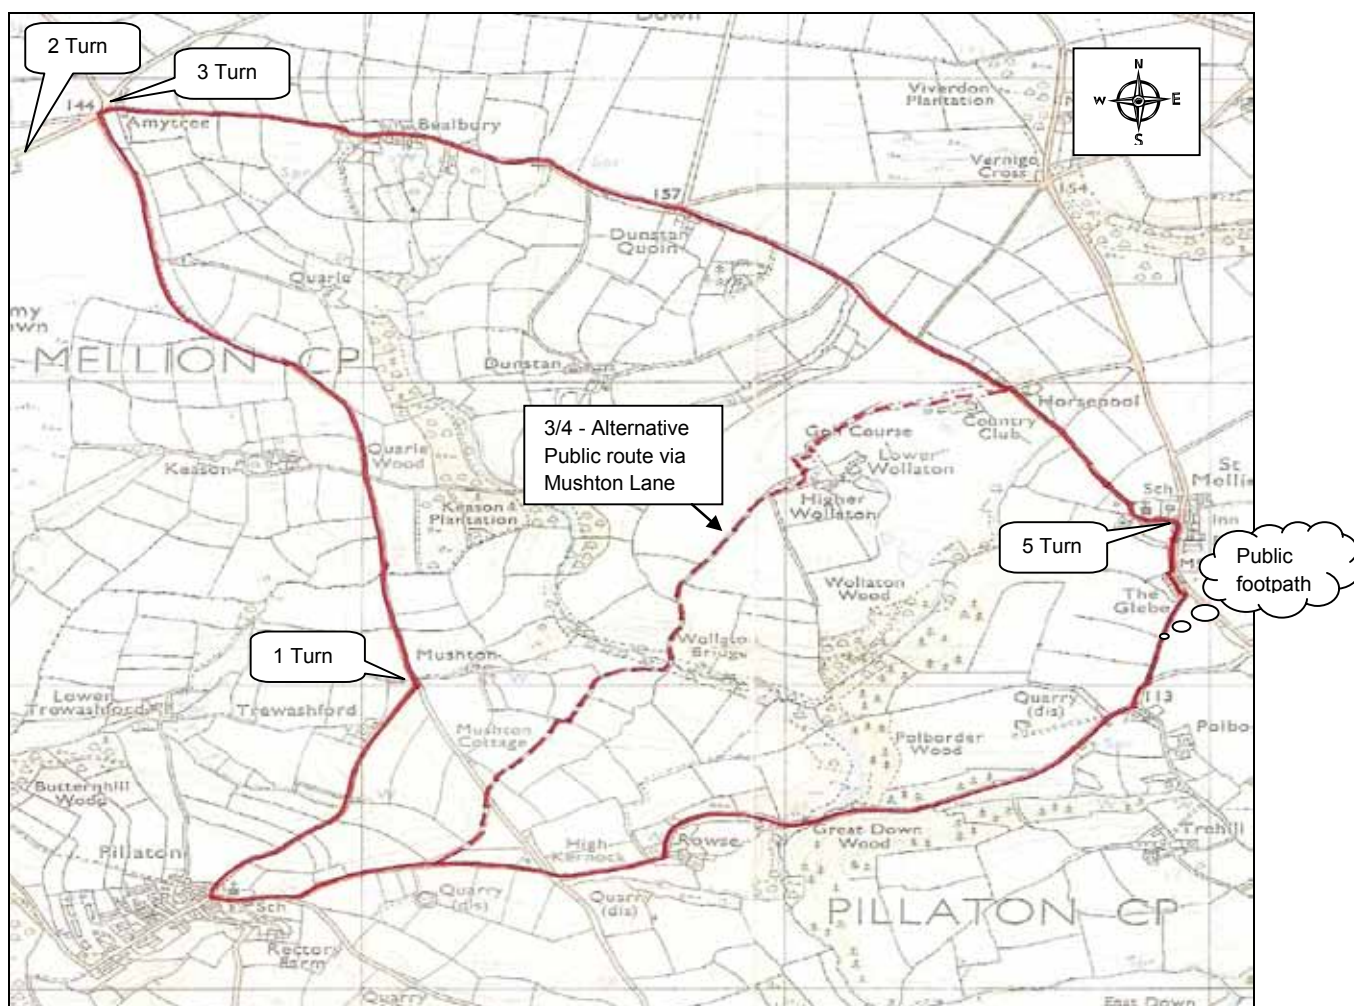 Down
2 Turn
3 Turn
N
W E
S
Viverdon
Plantation
144
Amytree
Bealbury
Vernigo
Cross
154
157
Dunstan
Quoin
Quarle
MELLION CP
Dunstan
3/4 - Alternative
Public route via
Mushton Lane
Horsepool
Country
Club
Golf Course
Lower
Wollaton
Higher
Wollaton
Quarle
Wood
Keason
Keason
Plantation
St
Sch
Inn
5 Turn
Public
footpath
The
Glebe
Wollaton
Wood
1 Turn
Mushton
Bridge
Lower
Trewashford
Trewashford
Mushton
Cottage
Quarry
(dis)
113
Polborder
Wood
Butternhill
Wood
Pillaton
High
Kernock
Rowse
Great Down
Wood
Trehill
Sch
Quarry
(dis)
Quarry
(dis)
PILLATON CP
Rectory
Farm
Quarry
East Down